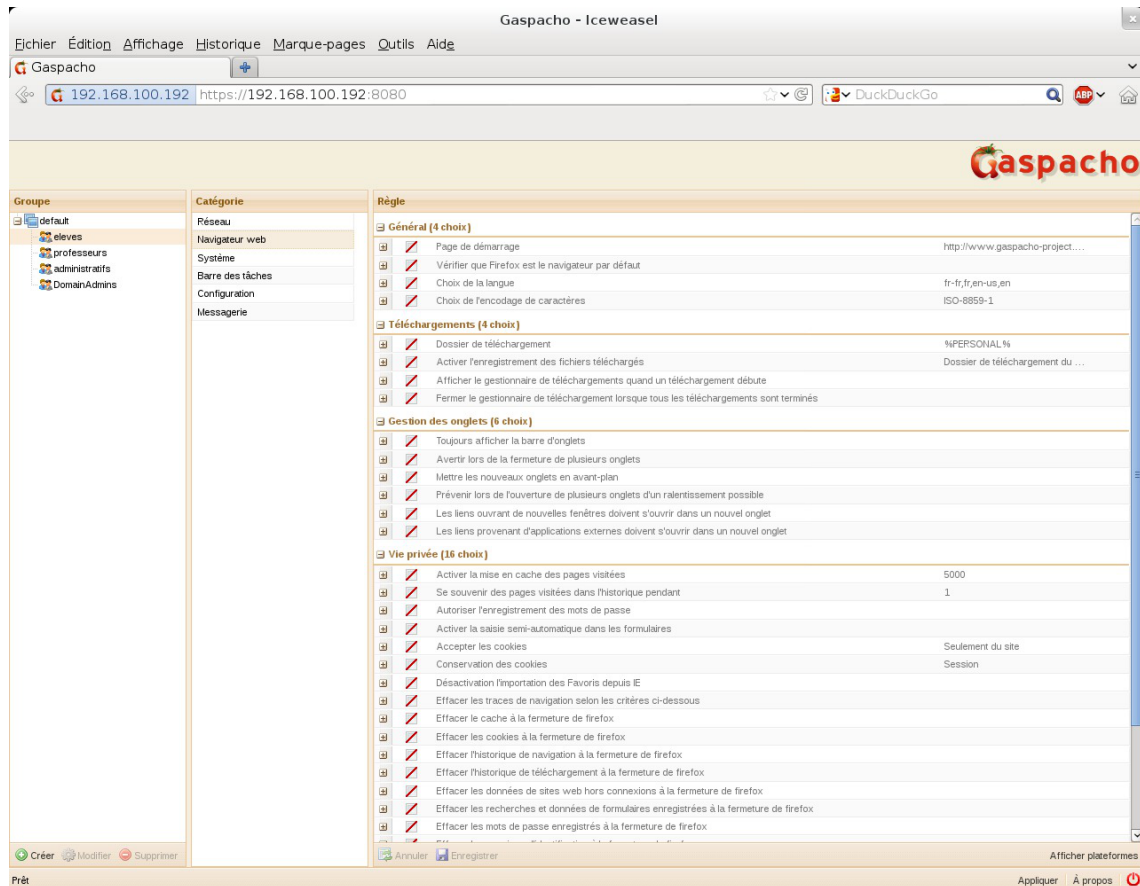 Gaspacho - Iceweasel
Fichier Édition Affichage Historique Marque-pages Outils Aide
Gaspacho
192.168.100.192 https://192.168.100.192:8080 DuckDuckGo ABP
Gaspacho
Groupe Catégorie Règle
default
eleves
professeurs
administratifs
DomainAdmins
Réseau
Navigateur web
Système
Barre des tâches
Configuration
Messagerie
Général (4 choix)
Page de démarrage http://www.gaspacho-project....
Vérifier que Firefox est le navigateur par défaut
Choix de la langue fr-fr,fr,en-us,en
Choix de l'encodage de caractères ISO-8859-1
Téléchargements (4 choix)
Dossier de téléchargement %PERSONAL%
Activer l'enregistrement des fichiers téléchargés Dossier de téléchargement du ...
Afficher le gestionnaire de téléchargements quand un téléchargement débute
Fermer le gestionnaire de téléchargement lorsque tous les téléchargements sont terminés
Gestion des onglets (6 choix)
Toujours afficher la barre d'onglets
Avertir lors de la fermeture de plusieurs onglets
Mettre les nouveaux onglets en avant-plan
Prévenir lors de l'ouverture de plusieurs onglets d'un ralentissement possible
Les liens ouvrant de nouvelles fenêtres doivent s'ouvrir dans un nouvel onglet
Les liens provenant d'applications externes doivent s'ouvrir dans un nouvel onglet
Vie privée (16 choix)
Activer la mise en cache des pages visitées 5000
Se souvenir des pages visitées dans l'historique pendant 1
Autoriser l'enregistrement des mots de passe
Activer la saisie semi-automatique dans les formulaires
Accepter les cookies Seulement du site
Conservation des cookies Session
Désactivation l'importation des Favoris depuis IE
Effacer les traces de navigation selon les critères ci-dessous
Effacer le cache à la fermeture de firefox
Effacer les cookies à la fermeture de firefox
Effacer l'historique de navigation à la fermeture de firefox
Effacer l'historique de téléchargement à la fermeture de firefox
Effacer les données de sites web hors connexions à la fermeture de firefox
Effacer les recherches et données de formulaires enregistrées à la fermeture de firefox
Effacer les mots de passe enregistrés à la fermeture de firefox
Créer Modifier Supprimer Annuler Enregistrer Afficher plateformes
Prêt Appliquer À propos